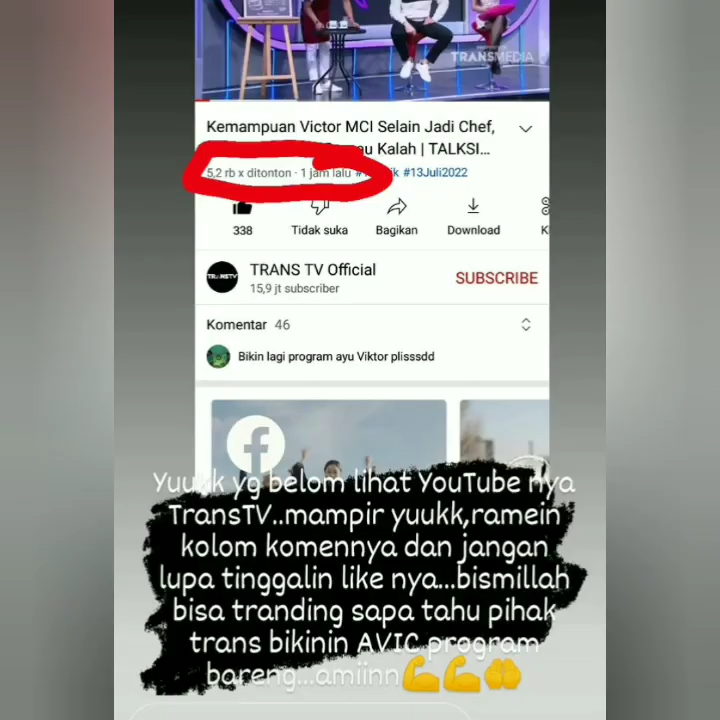 TRANSMEDIA
Kemampuan Victor MCI Selain Jadi Chef,
Kalah | TALKSI...
5,2 rb x ditonton · 1 jam lalu #13Juli2022
338
Tidak suka
Bagikan
Download
TRANSTV
TRANS TV Official
15,9 jt subscriber
SUBSCRIBE
Komentar 46
Bikin lagi program ayu Viktor plisssdd
Yuukk yg belom lihat YouTube nya
TransTV..mampir yuukk,ramein
kolom komennya dan jangan
lupa tinggalin like nya...bismillah
bisa tranding sapa tahu pihak
trans bikinin AVIC program
bareng...amiinn💪💪🤲